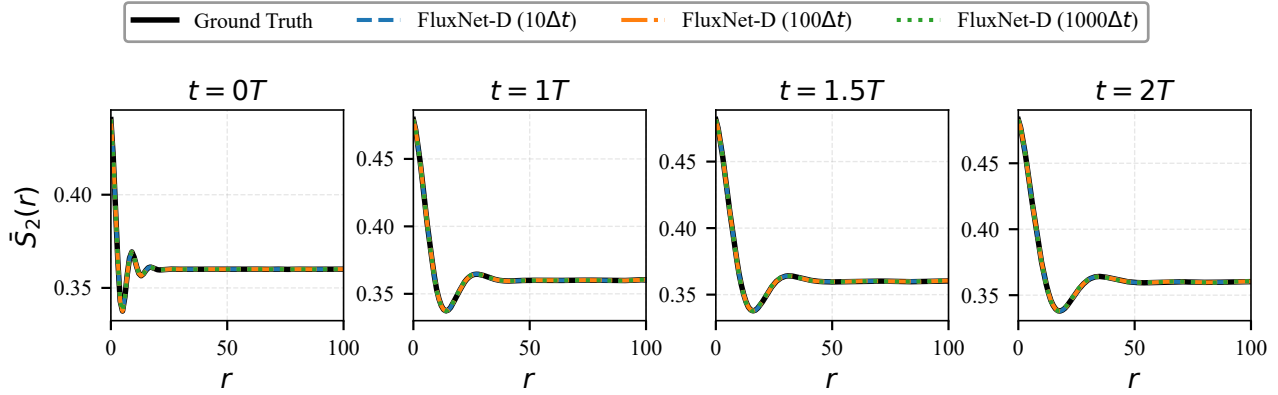 Ground Truth FluxNet-D (10Δt) FluxNet-D (100Δt) FluxNet-D (1000Δt)
t = 0T t = 1T t = 1.5T t = 2T
S̄₂(r)
0.40
0.35
0 50 100
r
0.45
0.40
0.35
0 50 100
r
0.45
0.40
0.35
0 50 100
r
0.45
0.40
0.35
0 50 100
r